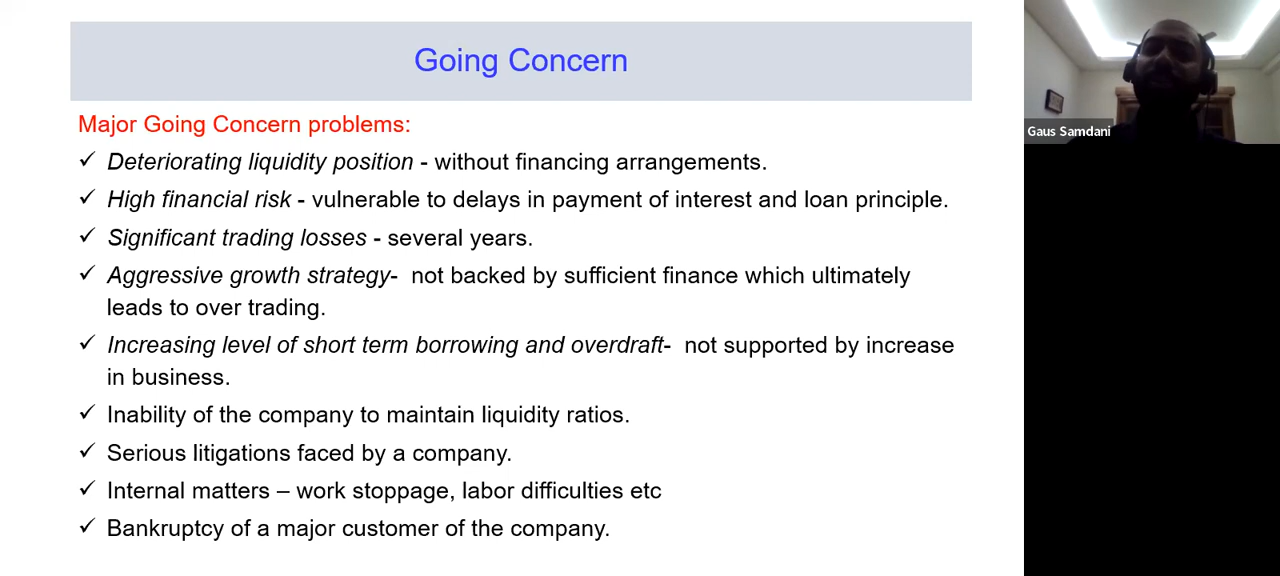 Going Concern
Major Going Concern problems:
✓ Deteriorating liquidity position - without financing arrangements.
✓ High financial risk - vulnerable to delays in payment of interest and loan principle.
✓ Significant trading losses - several years.
✓ Aggressive growth strategy-  not backed by sufficient finance which ultimately
leads to over trading.
✓ Increasing level of short term borrowing and overdraft-  not supported by increase
in business.
✓ Inability of the company to maintain liquidity ratios.
✓ Serious litigations faced by a company.
✓ Internal matters – work stoppage, labor difficulties etc
✓ Bankruptcy of a major customer of the company.
Gaus Samdani